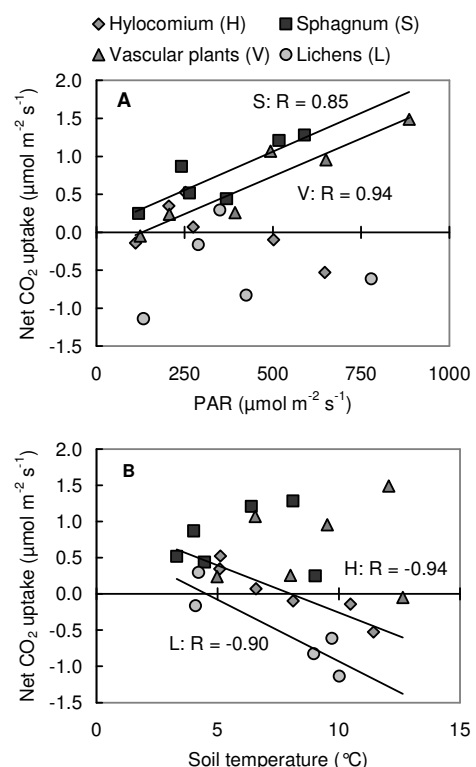 Hylocomium (H) Sphagnum (S)
Vascular plants (V) Lichens (L)
Net CO₂ uptake (µmol m⁻² s⁻¹)
2.0
1.5
1.0
0.5
0.0
-0.5
-1.0
-1.5
A
S: R = 0.85
V: R = 0.94
0 250 500 750 1000
PAR (µmol m⁻² s⁻¹)
Net CO₂ uptake (µmol m⁻² s⁻¹)
2.0
1.5
1.0
0.5
0.0
-0.5
-1.0
-1.5
B
H: R = -0.94
L: R = -0.90
0 5 10 15
Soil temperature (°C)